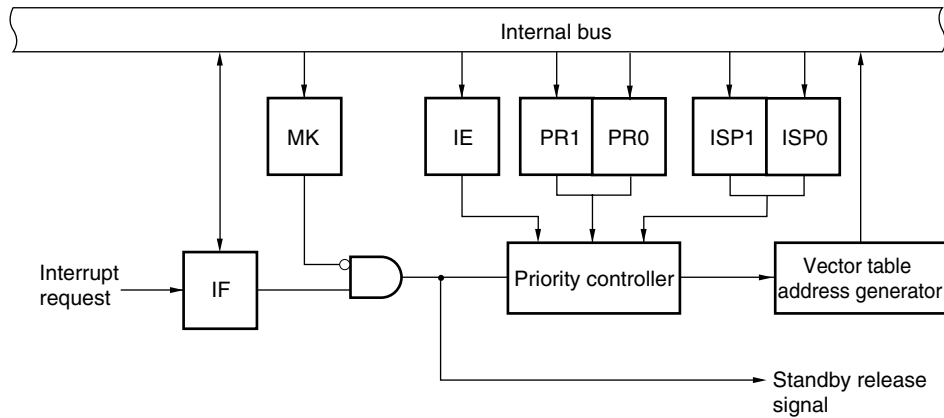 Internal bus
MK
IE
PR1
PR0
ISP1
ISP0
Interrupt
request
IF
Priority controller
Vector table
address generator
Standby release
signal